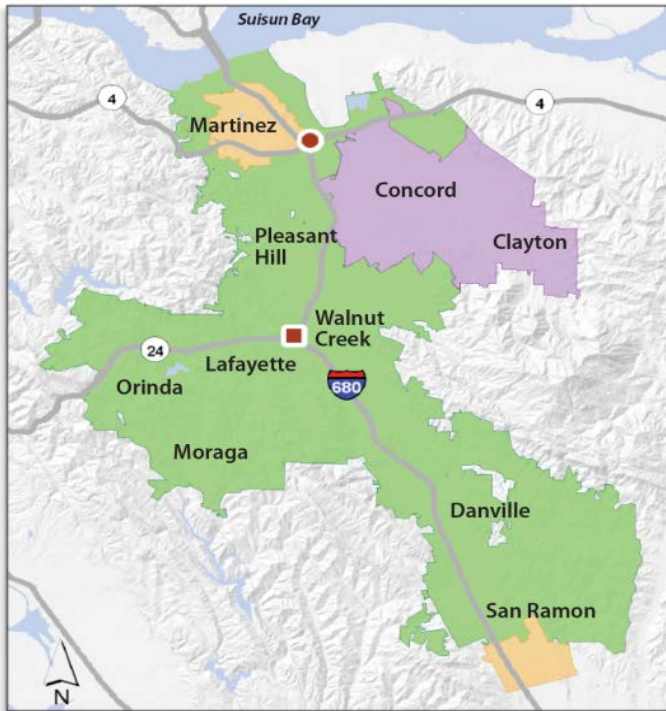 Suisun Bay
4
4
Martinez
Concord
Clayton
Pleasant
Hill
Walnut
Creek
24
Lafayette
680
Orinda
Moraga
Danville
San Ramon
N